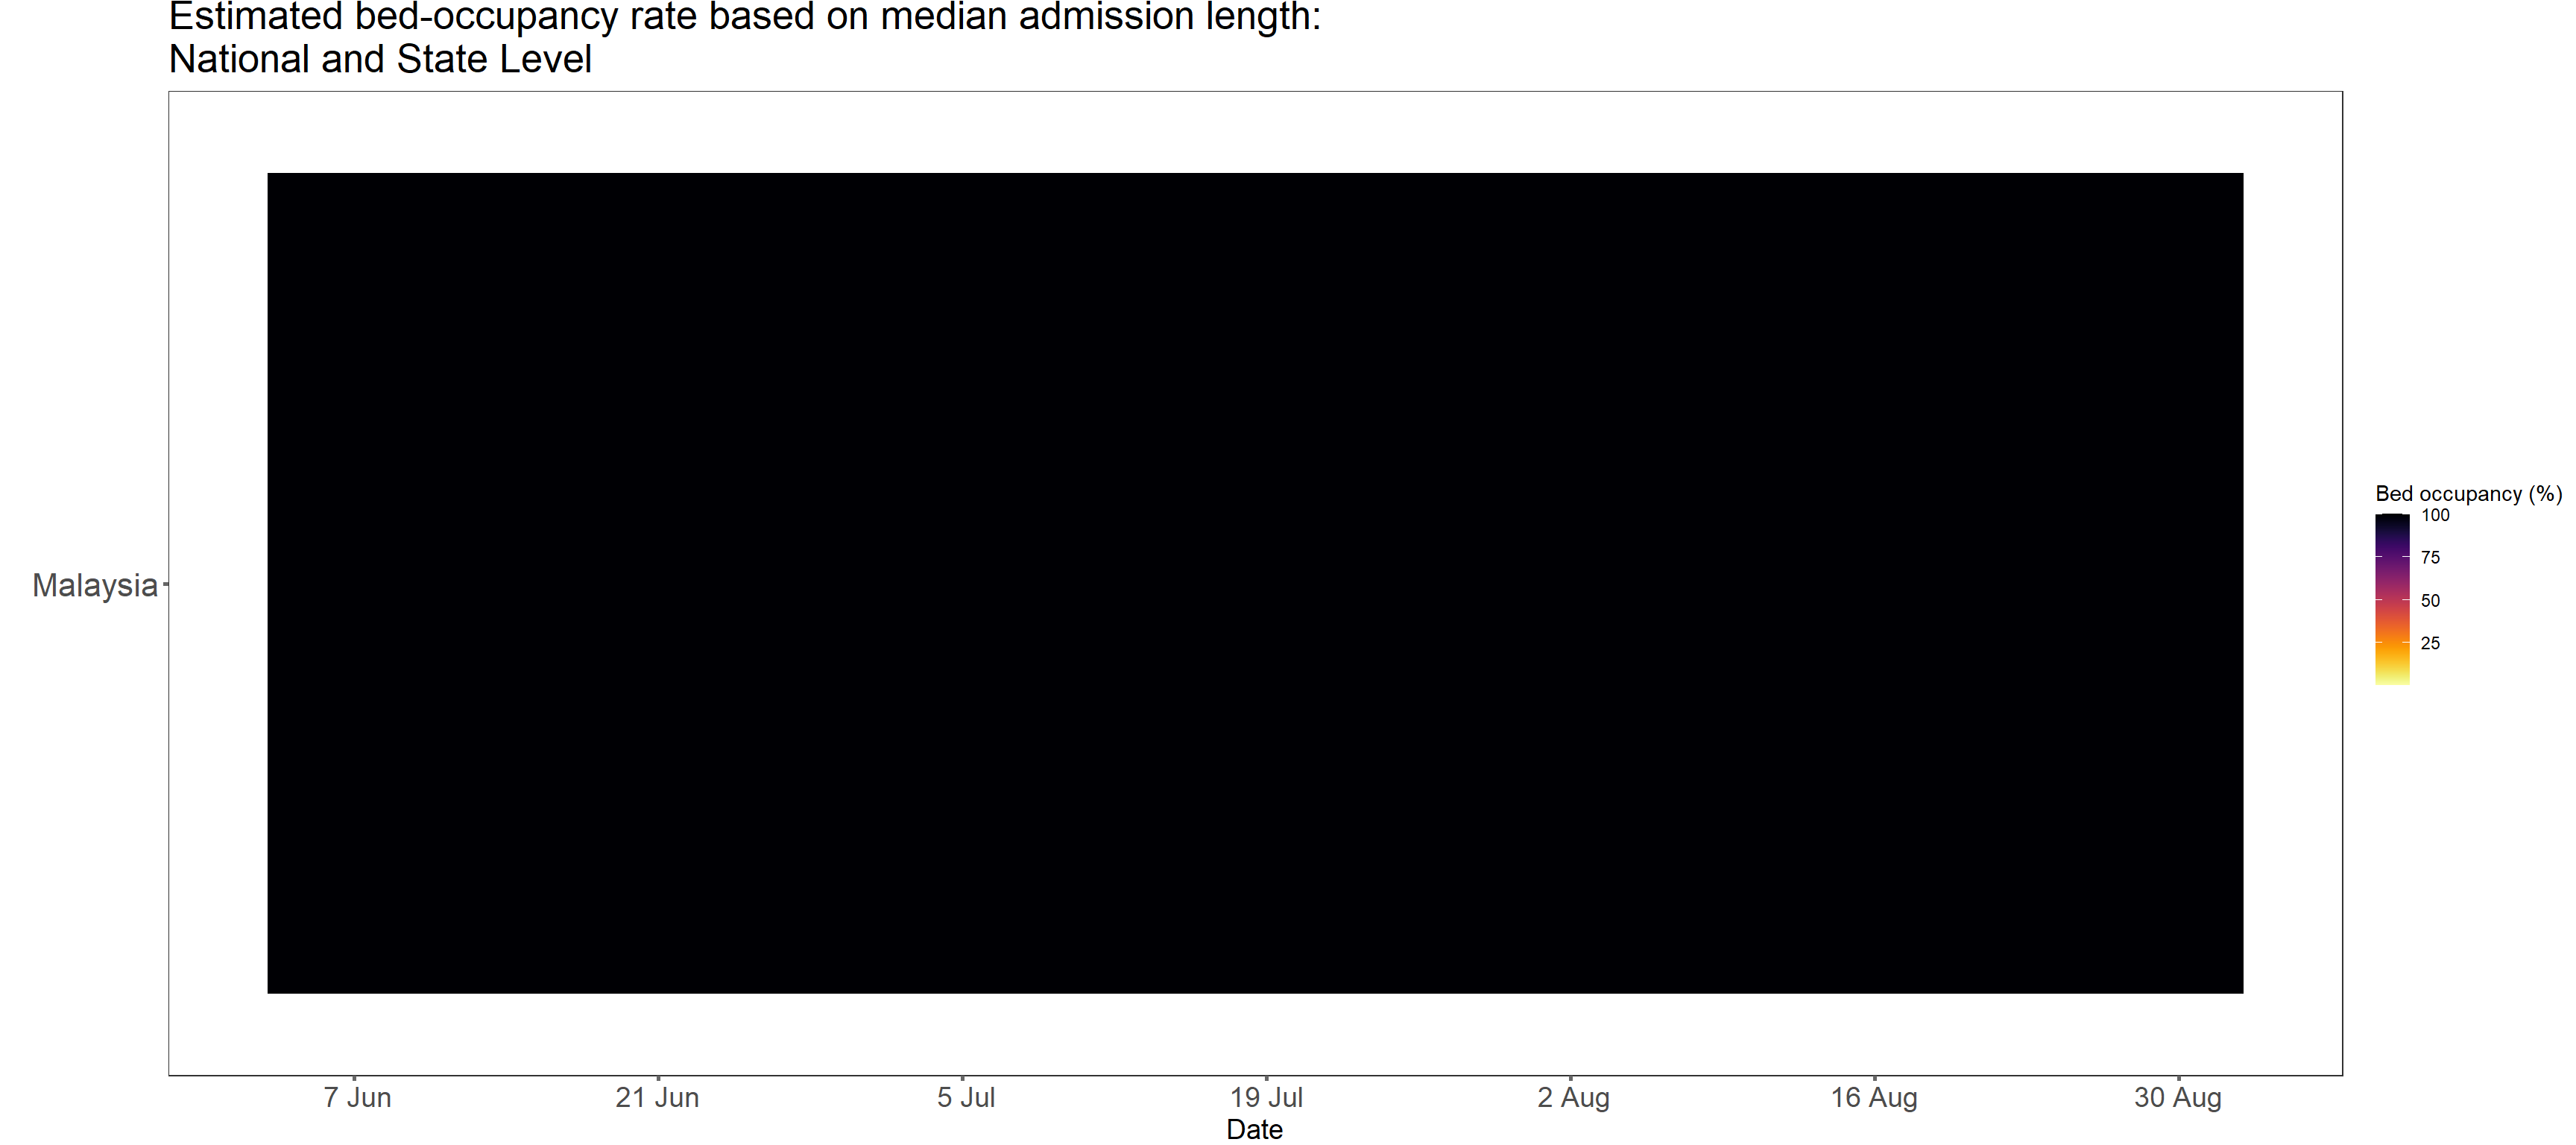 Estimated bed-occupancy rate based on median admission length:
National and State Level
Malaysia
Bed occupancy (%)
100
75
50
25
7 Jun
21 Jun
5 Jul
19 Jul
2 Aug
16 Aug
30 Aug
Date